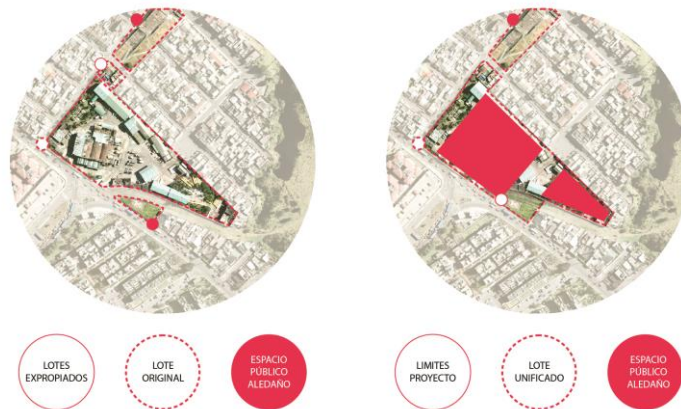 LOTES
EXPROPIADOS
LOTE
ORIGINAL
ESPACIO
PÚBLICO
ALEDAÑO
LIMITES
PROYECTO
LOTE
UNIFICADO
ESPACIO
PÚBLICO
ALEDAÑO